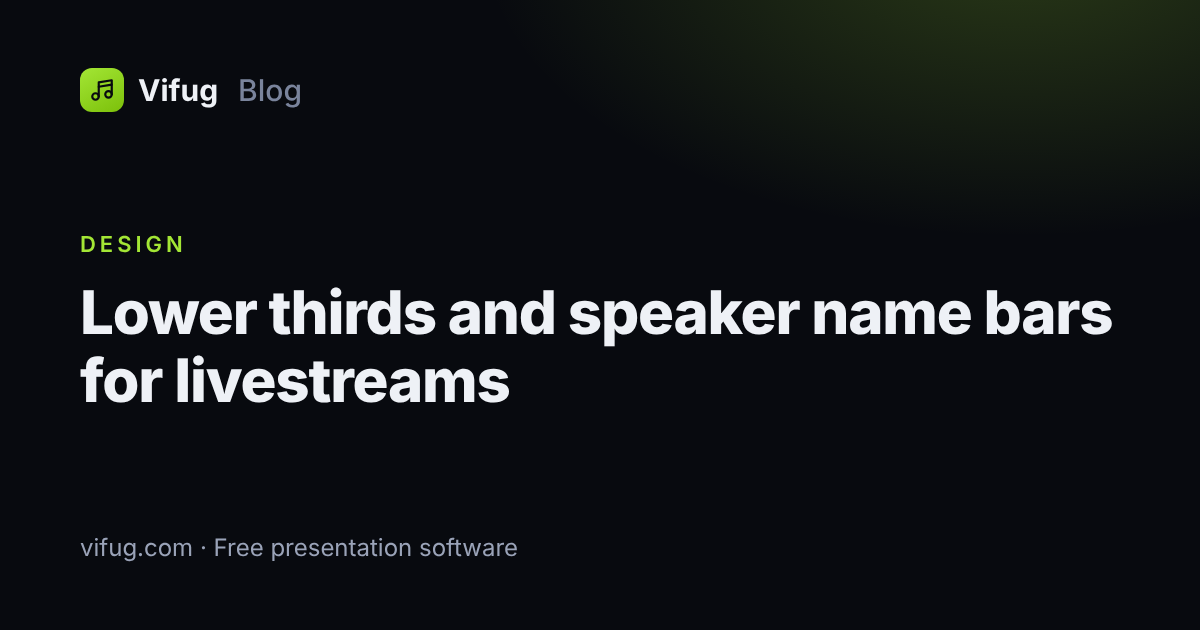 Vifug Blog
DESIGN
Lower thirds and speaker name bars
for livestreams
vifug.com · Free presentation software